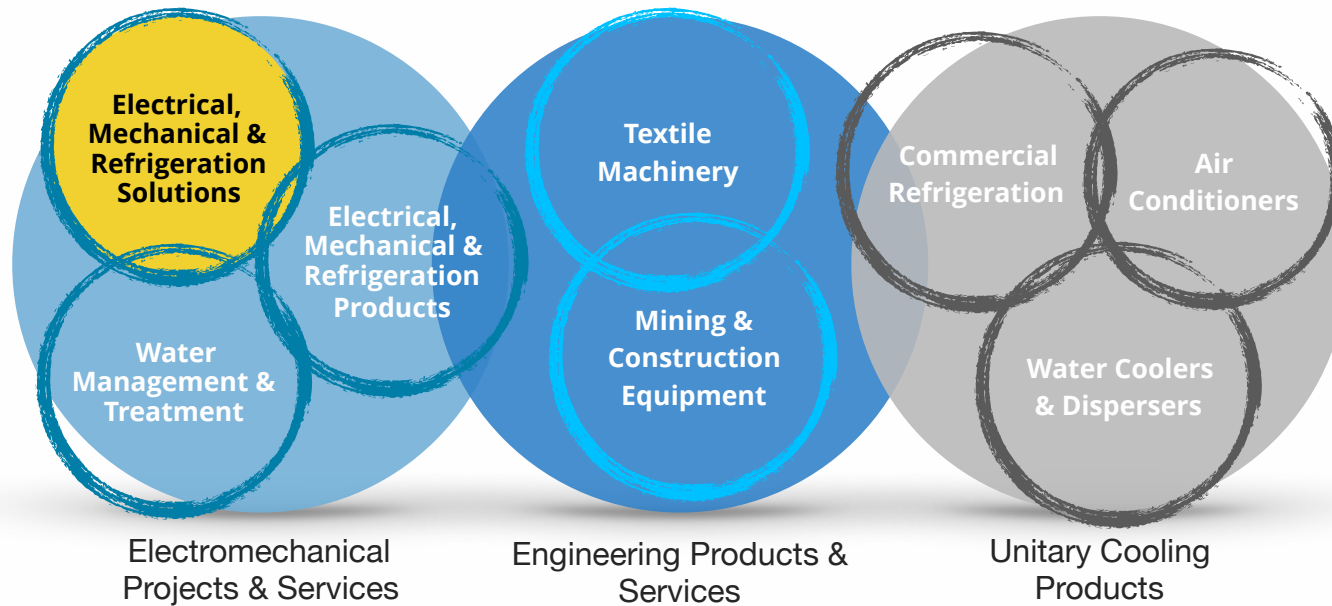 Electrical,
Mechanical &
Refrigeration
Solutions
Electrical,
Mechanical &
Refrigeration
Products
Water
Management &
Treatment
Textile
Machinery
Mining &
Construction
Equipment
Commercial
Refrigeration
Air
Conditioners
Water Coolers
& Dispersers
Electromechanical
Projects & Services
Engineering Products &
Services
Unitary Cooling
Products